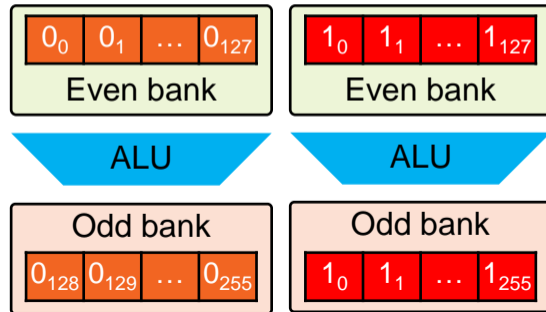 0₀ 0₁ … 0₁₂₇
Even bank
ALU
Odd bank
0₁₂₈ 0₁₂₉ … 0₂₅₅
1₀ 1₁ … 1₁₂₇
Even bank
ALU
Odd bank
1₀ 1₁ … 1₂₅₅